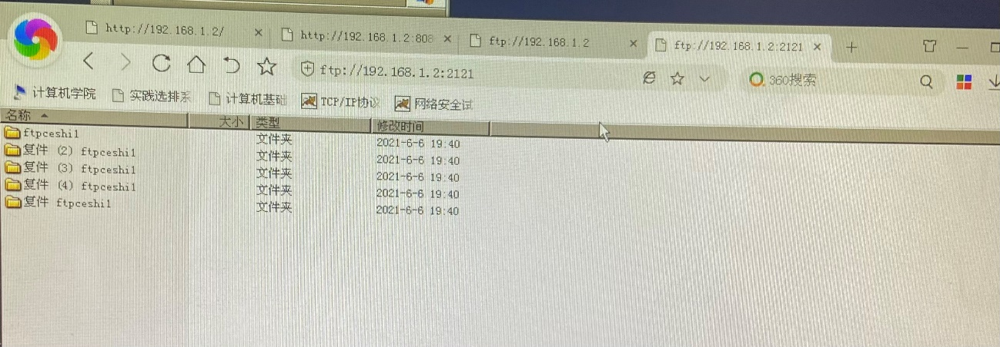 http://192.168.1.2/ http://192.168.1.2:808 ftp://192.168.1.2 ftp://192.168.1.2:2121
ftp://192.168.1.2:2121 360搜索
计算机学院 实践选排系 计算机基础 TCP/IP协议 网络安全试
名称 大小 类型 修改时间
ftpceshi1 文件夹 2021-6-6 19:40
复件 (2) ftpceshi1 文件夹 2021-6-6 19:40
复件 (3) ftpceshi1 文件夹 2021-6-6 19:40
复件 (4) ftpceshi1 文件夹 2021-6-6 19:40
复件 ftpceshi1 文件夹 2021-6-6 19:40